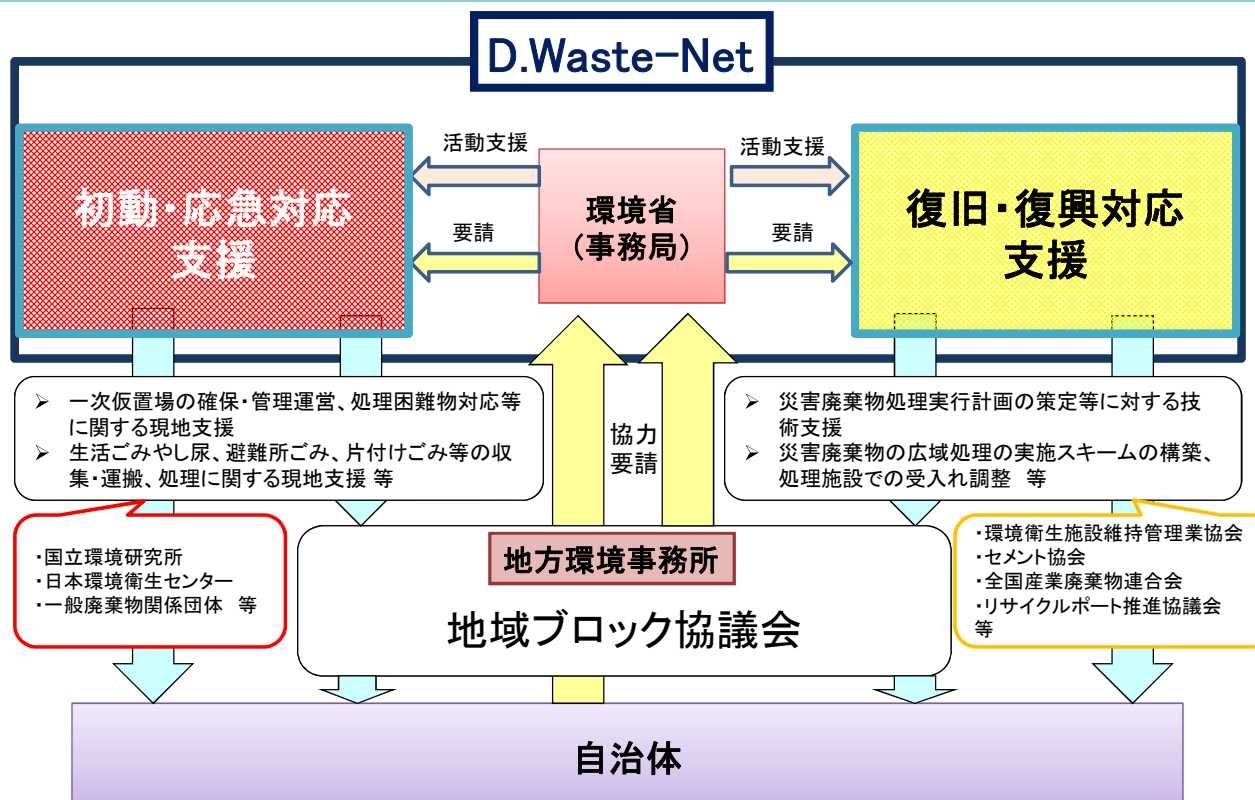 D.Waste-Net
活動支援
活動支援
初動・応急対応
支援
環境省
(事務局)
復旧・復興対応
支援
要請
要請
➢ 一次仮置場の確保・管理運営、処理困難物対応等
に関する現地支援
➢ 生活ごみやし尿、避難所ごみ、片付けごみ等の収
集・運搬、処理に関する現地支援 等
協力
要請
➢ 災害廃棄物処理実行計画の策定等に対する技
術支援
➢ 災害廃棄物の広域処理の実施スキームの構築、
処理施設での受入れ調整 等
・国立環境研究所
・日本環境衛生センター
・一般廃棄物関係団体 等
地方環境事務所
地域ブロック協議会
・環境衛生施設維持管理業協会
・セメント協会
・全国産業廃棄物連合会
・リサイクルポート推進協議会
等
自治体